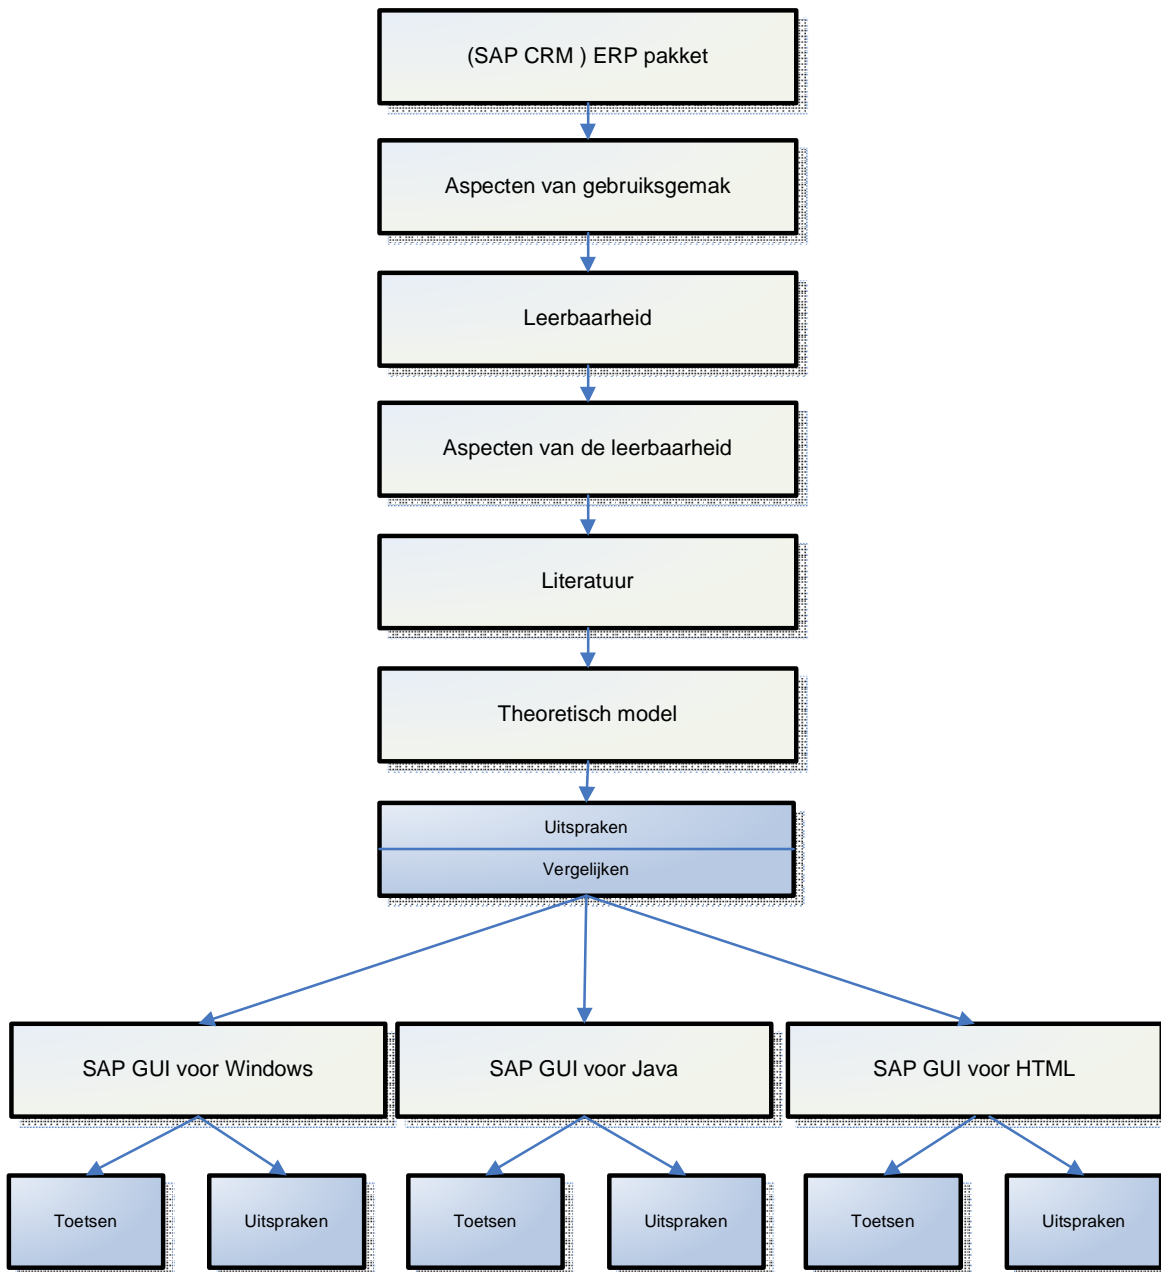 (SAP CRM ) ERP pakket
Aspecten van gebruiksgemak
Leerbaarheid
Aspecten van de leerbaarheid
Literatuur
Theoretisch model
Uitspraken
Vergelijken
SAP GUI voor Windows
SAP GUI voor Java
SAP GUI voor HTML
Toetsen
Uitspraken
Toetsen
Uitspraken
Toetsen
Uitspraken